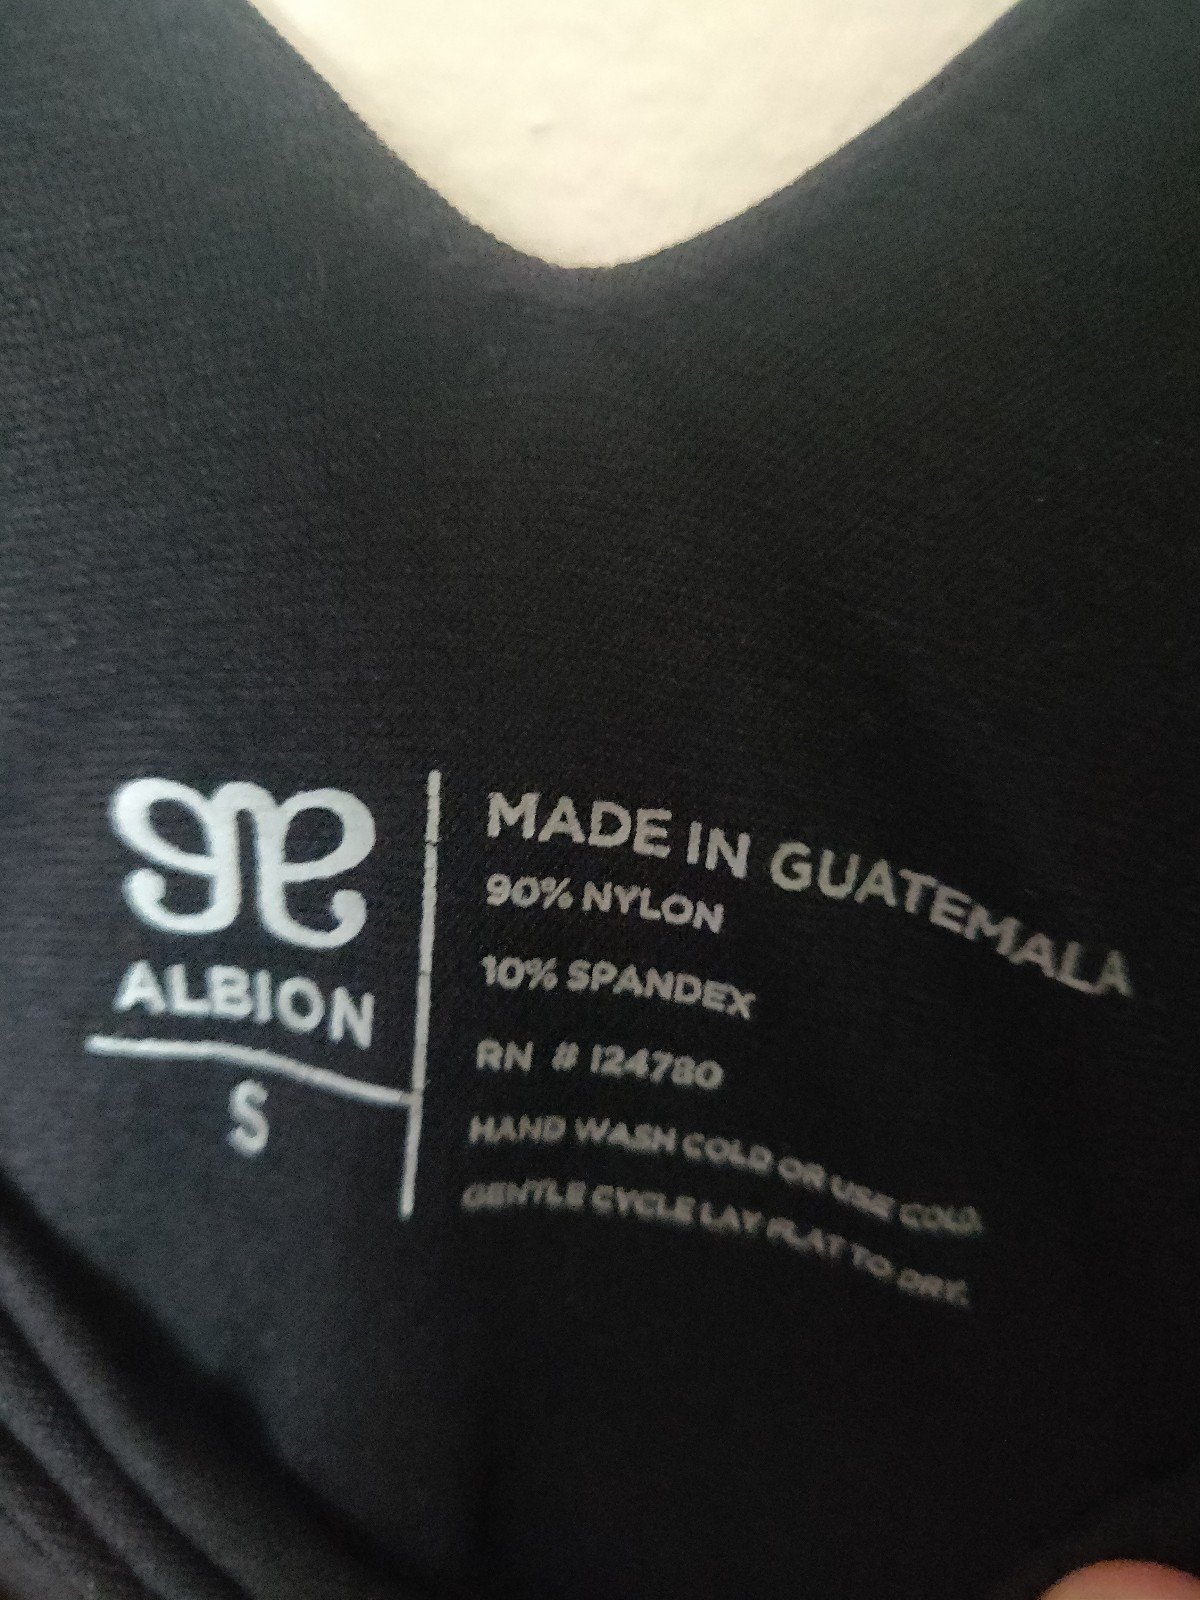 ALBION
S
MADE IN GUATEMALA
90% NYLON
10% SPANDEX
RN # 124780
HAND WASH COLD OR USE COLD
GENTLE CYCLE LAY FLAT TO DRY.